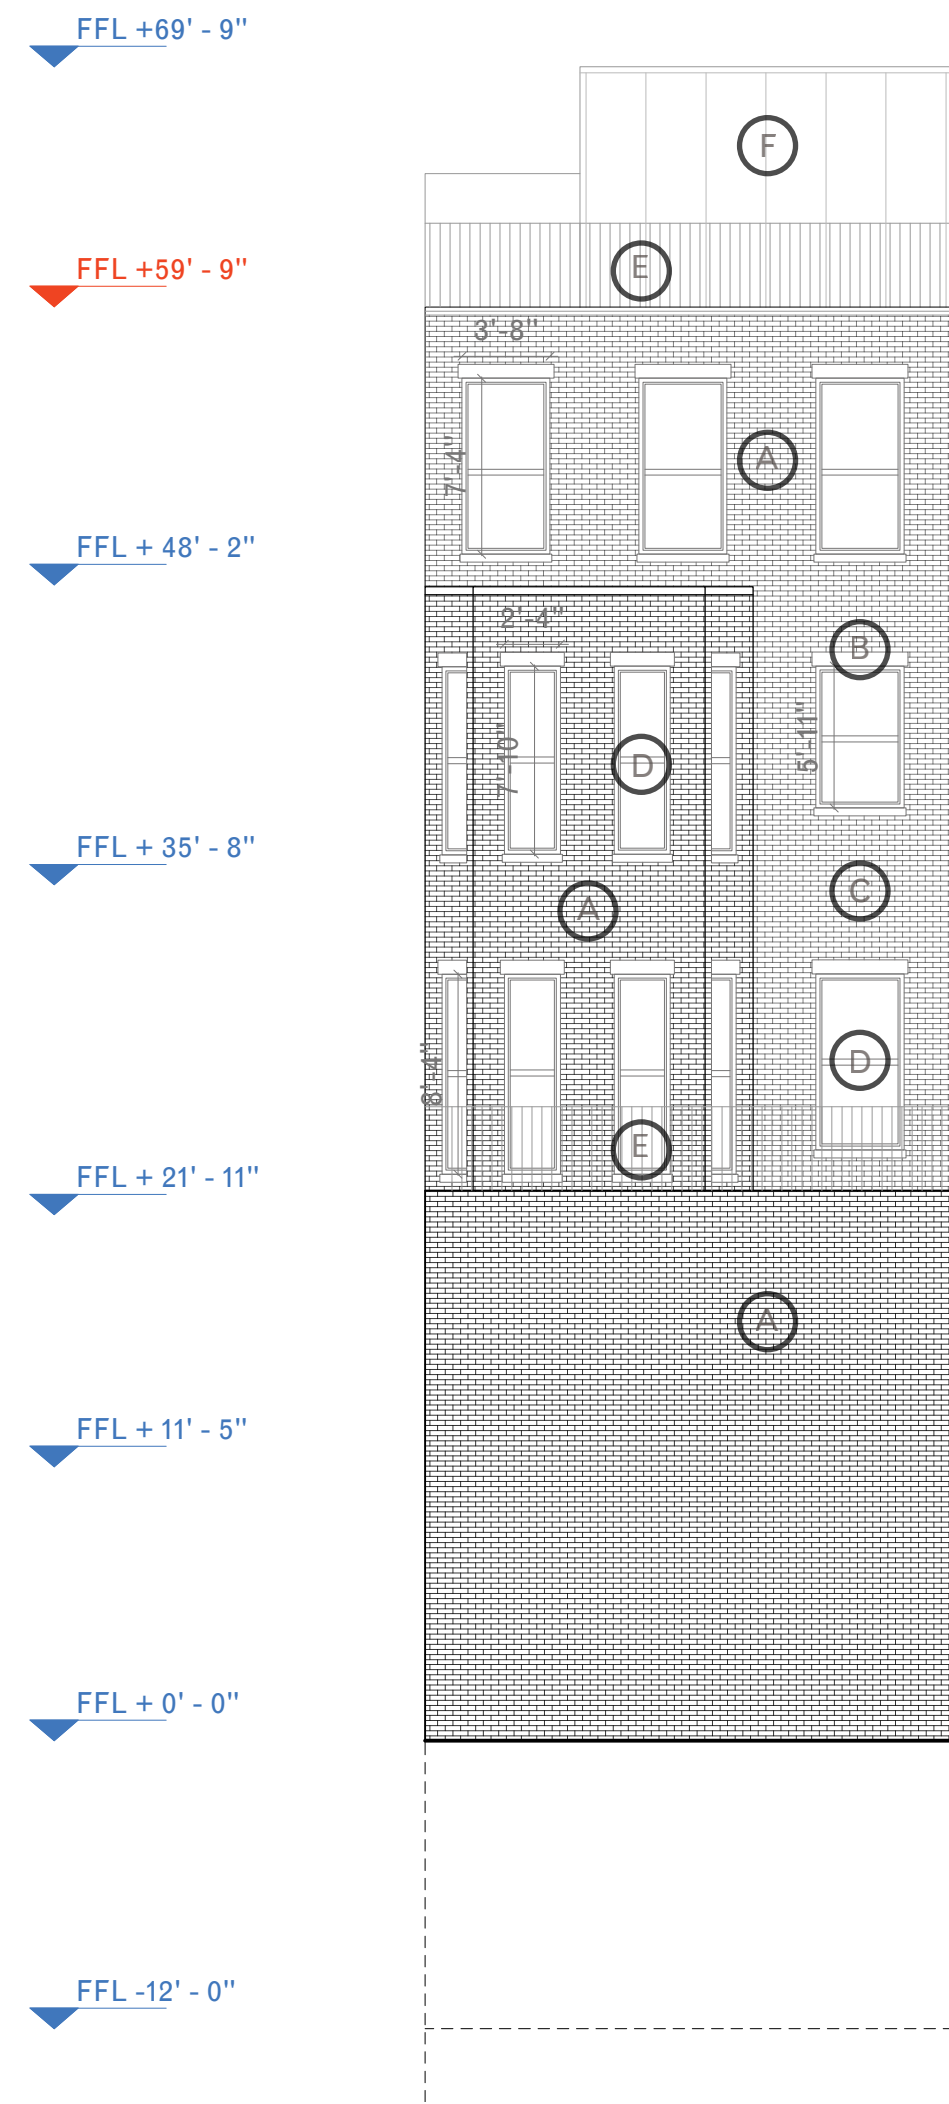 FFL +69' - 9"
F
FFL +59' - 9"
E
3'-8"
7'-4"
A
FFL + 48' - 2"
2'-4"
B
5'-11"
7'-10"
D
FFL + 35' - 8"
C
A
8'-4"
D
E
FFL + 21' - 11"
A
FFL + 11' - 5"
FFL + 0' - 0"
FFL -12' - 0"